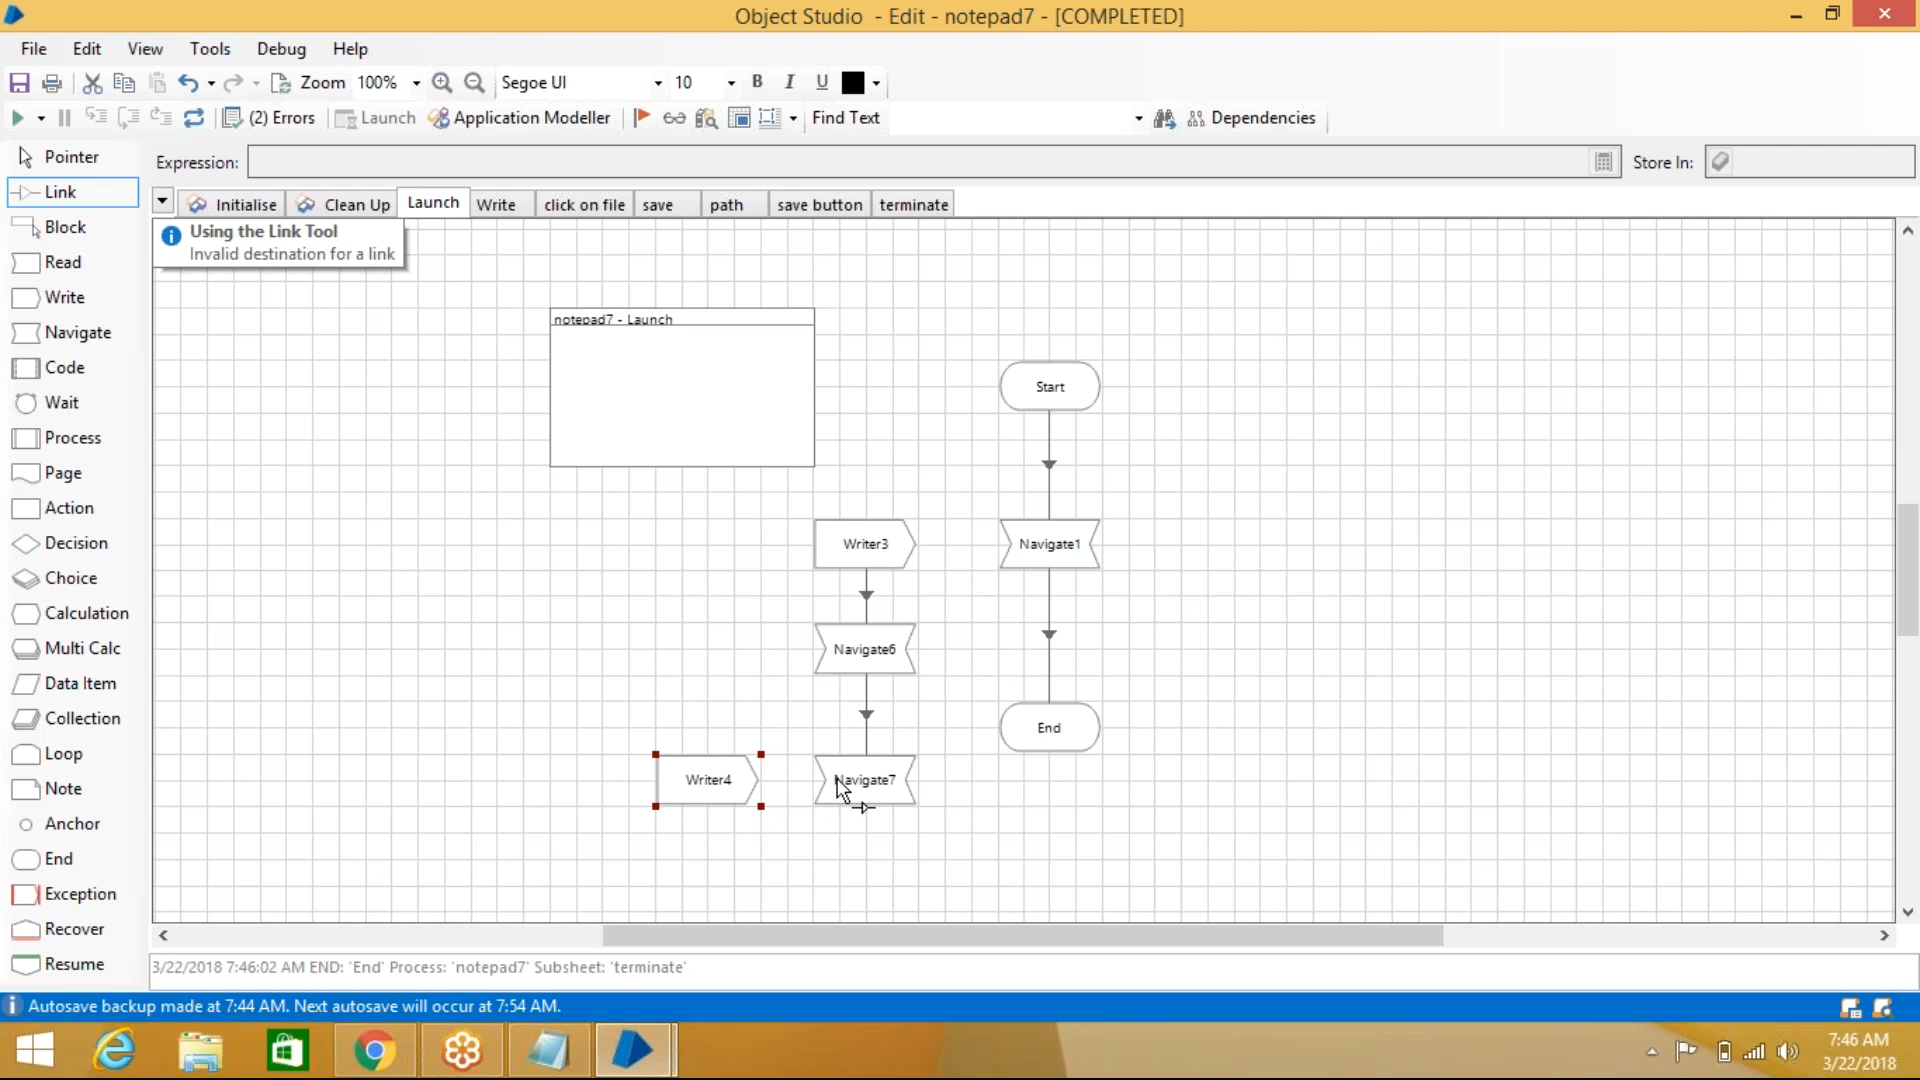 Object Studio - Edit - notepad7 - [COMPLETED]
File Edit View Tools Debug Help
Zoom 100% Segoe UI 10 B I U
(2) Errors Launch Application Modeller Find Text Dependencies
Pointer
Link
Block
Read
Write
Navigate
Code
Wait
Process
Page
Action
Decision
Choice
Calculation
Multi Calc
Data Item
Collection
Loop
Note
Anchor
End
Exception
Recover
Resume
Expression: Store In:
Initialise Clean Up Launch Write click on file save path save button terminate
Using the Link Tool
Invalid destination for a link
notepad7 - Launch
Start
Writer3 Navigate1
Navigate6
End
Writer4 Navigate7
3/22/2018 7:46:02 AM END: 'End' Process: 'notepad7' Subsheet: 'terminate'
Autosave backup made at 7:44 AM. Next autosave will occur at 7:54 AM.
7:46 AM
3/22/2018